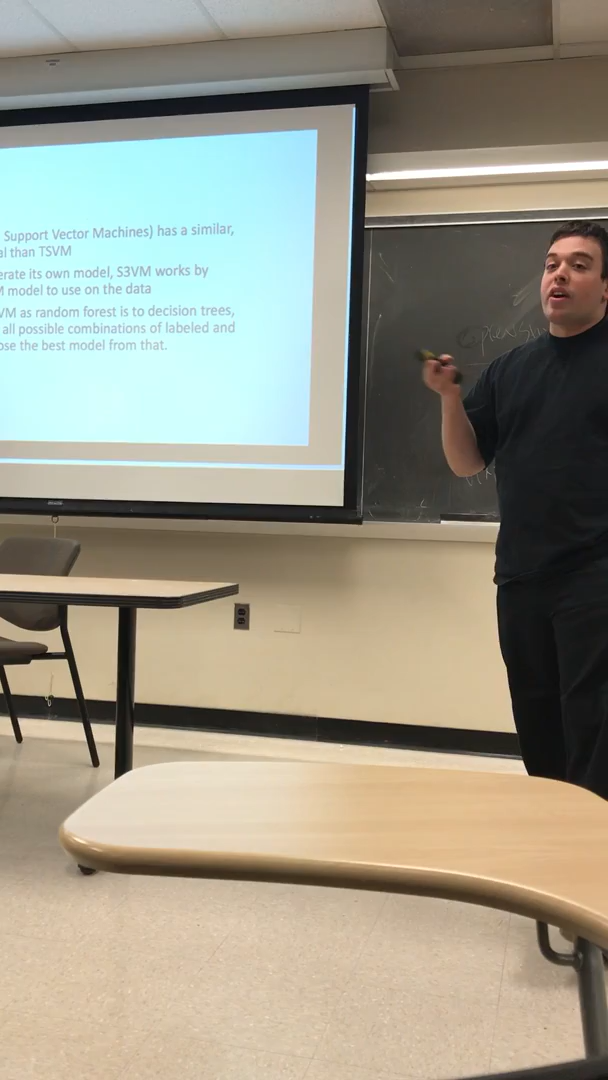 Support Vector Machines) has a similar,
al than TSVM
erate its own model, S3VM works by
M model to use on the data
VM as random forest is to decision trees,
all possible combinations of labeled and
ose the best model from that.